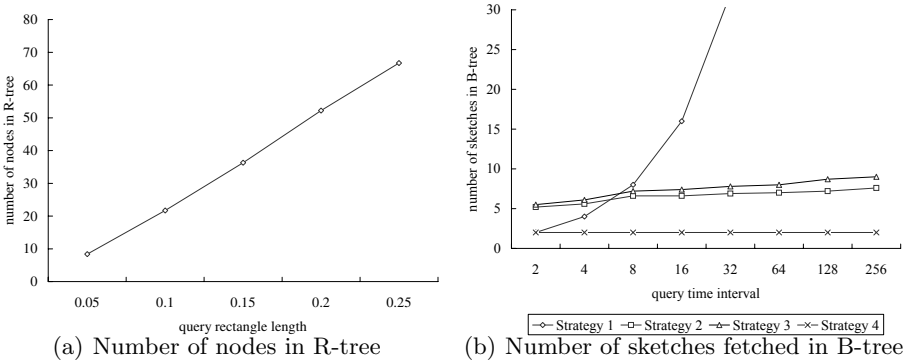 80
70
60
50
40
30
20
10
0
number of nodes in R-tree
0.05 0.1 0.15 0.2 0.25
query rectangle length
(a) Number of nodes in R-tree
30
25
20
15
10
5
0
number of sketches in B-tree
2 4 8 16 32 64 128 256
query time interval
Strategy 1 Strategy 2 Strategy 3 Strategy 4
(b) Number of sketches fetched in B-tree